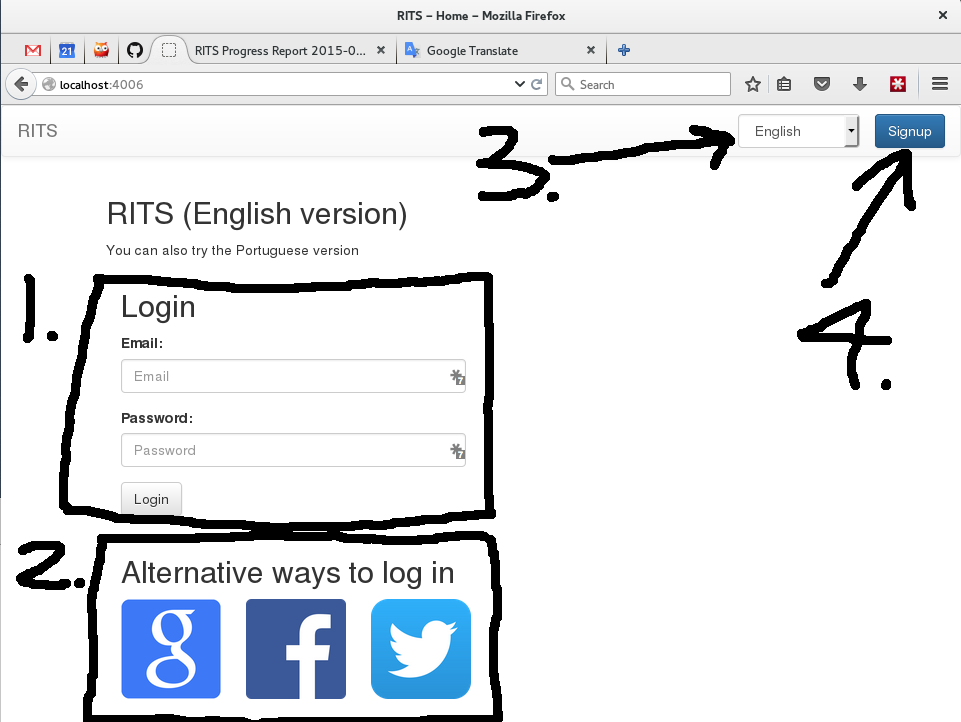 RITS – Home – Mozilla Firefox
21
RITS Progress Report 2015-0...
Google Translate
localhost:4006
Search
RITS
3.
English
Signup
RITS (English version)
You can also try the Portuguese version
1.
Login
Email:
Email
Password:
Password
Login
4.
2.
Alternative ways to log in
g
f